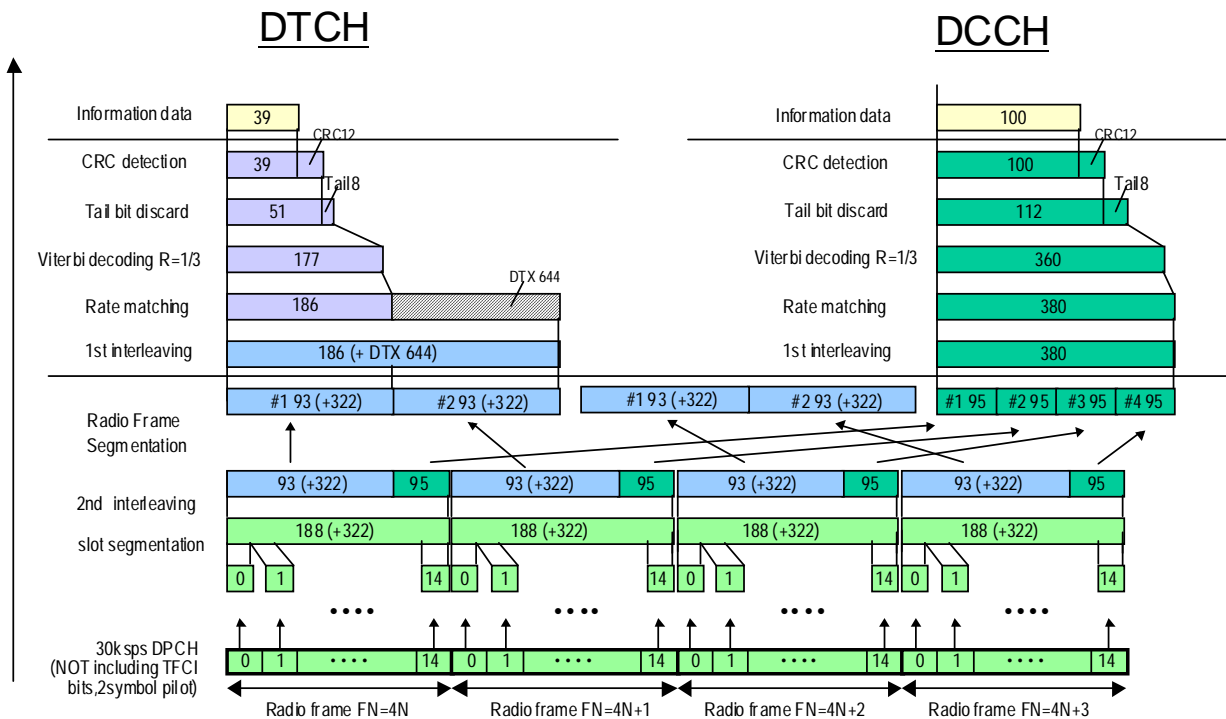 DTCH
DCCH
Information data
39
Information data
100
CRC12
CRC12
CRC detection
39
CRC detection
100
Tail8
Tail8
Tail bit discard
51
Tail bit discard
112
Viterbi decoding R=1/3
177
Viterbi decoding R=1/3
360
DTX 644
Rate matching
186
Rate matching
380
1st interleaving
186 (+ DTX 644)
1st interleaving
380
#1 93 (+322)
#2 93 (+322)
#1 93 (+322)
#2 93 (+322)
#1 95
#2 95
#3 95
#4 95
Radio Frame
Segmentation
93 (+322)
95
93 (+322)
95
93 (+322)
95
93 (+322)
95
2nd interleaving
188 (+322)
188 (+322)
188 (+322)
188 (+322)
slot segmentation
0
1
14
0
1
14
0
1
14
0
1
14
••••
••••
••••
••••
30ksps DPCH
(NOT including TFCI
bits,2symbol pilot)
0
1
••••
14
0
1
••••
14
0
1
••••
14
0
1
••••
14
Radio frame FN=4N
Radio frame FN=4N+1
Radio frame FN=4N+2
Radio frame FN=4N+3